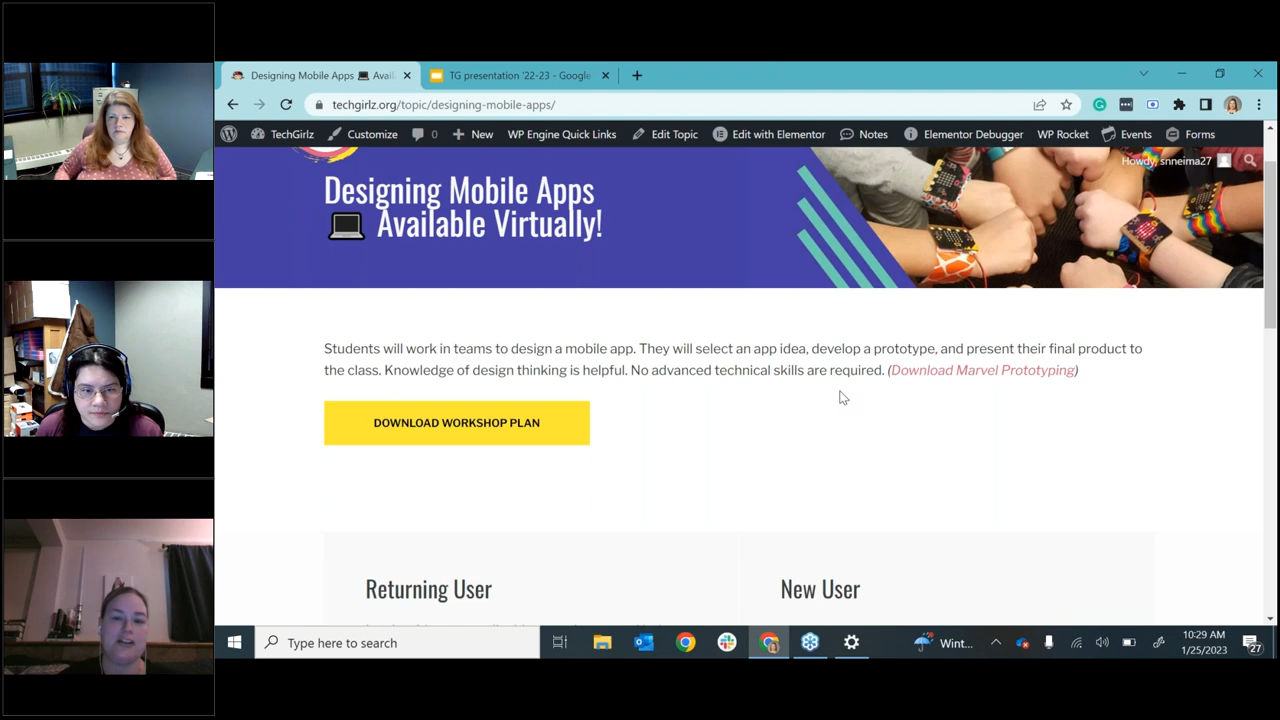 Designing Mobile Apps 💻 Avai
TG presentation '22-23 - Google
techgirlz.org/topic/designing-mobile-apps/
TechGirlz Customize 0 New WP Engine Quick Links Edit Topic Edit with Elementor Notes Elementor Debugger WP Rocket Events Forms
Howdy, snneima27
Designing Mobile Apps
💻 Available Virtually!
Students will work in teams to design a mobile app. They will select an app idea, develop a prototype, and present their final product to
the class. Knowledge of design thinking is helpful. No advanced technical skills are required. (Download Marvel Prototyping)
DOWNLOAD WORKSHOP PLAN
Returning User
New User
Type here to search
Wint...
10:29 AM
1/25/2023
27